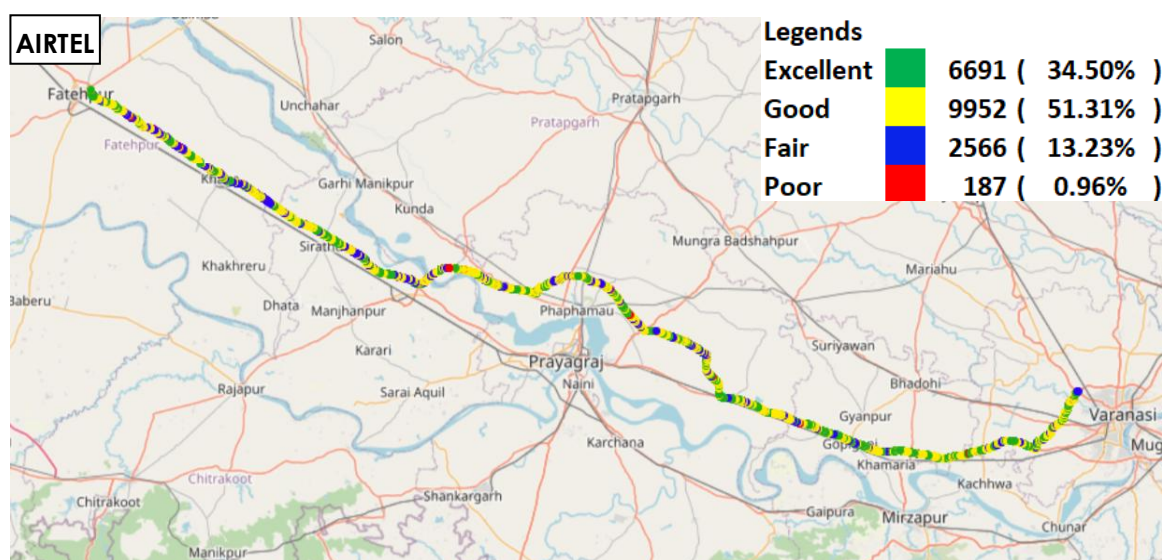 AIRTEL
Legends
Excellent 6691 ( 34.50% )
Good 9952 ( 51.31% )
Fair 2566 ( 13.23% )
Poor 187 ( 0.96% )
Salon
Fatehpur
Unchahar
Pratapgarh
Pratapgarh
Fatehpur
Garhi Manikpur
Kunda
Mungra Badshahpur
Khakhreru
Mariahu
Baberu
Dhata
Manjhanpur
Phaphamau
Karari
Suriyawan
Prayagraj
Rajapur
Sarai Aquil
Naini
Bhadohi
Gyanpur
Varanasi
Karchana
Khamaria
Chitrakoot
Kachhwa
Chitrakoot
Shankargarh
Gaipura
Mirzapur
Chunar
Manikpur